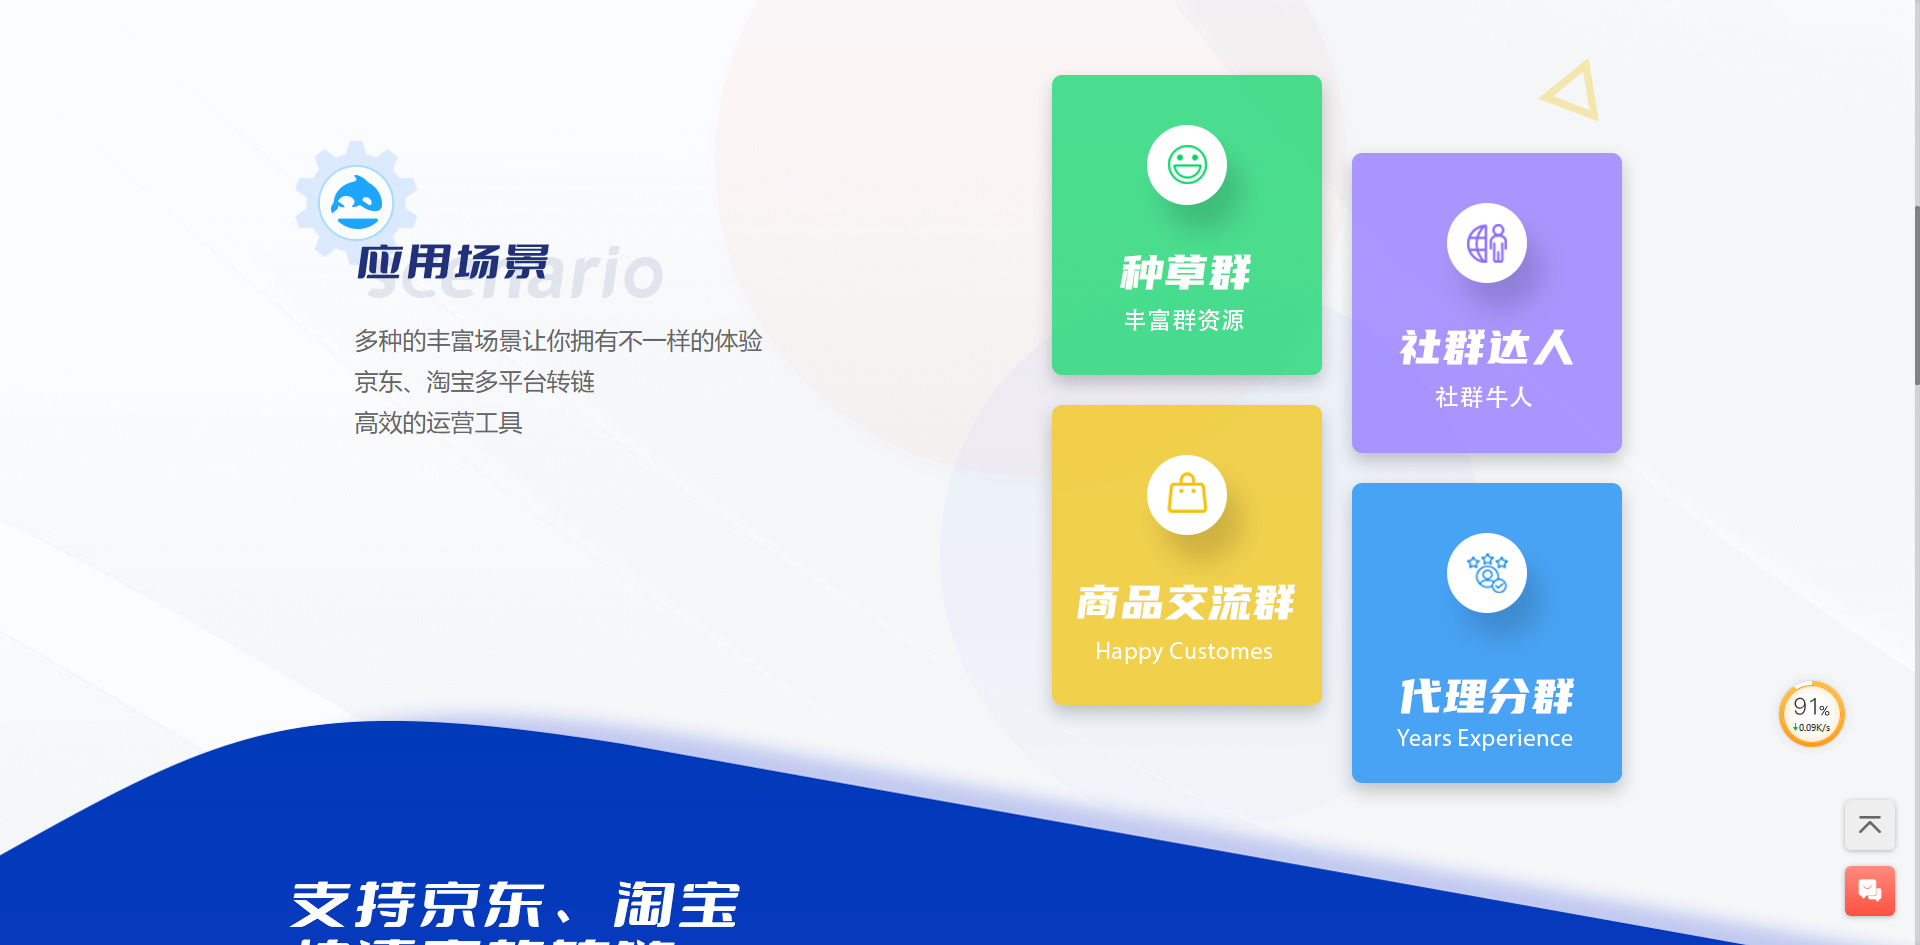 应用场景
scenario
多种的丰富场景让你拥有不一样的体验
京东、淘宝多平台转链
高效的运营工具
种草群
丰富群资源
社群达人
社群牛人
商品交流群
Happy Customes
代理分群
Years Experience
91%
↓0.09K/s
支持京东、淘宝